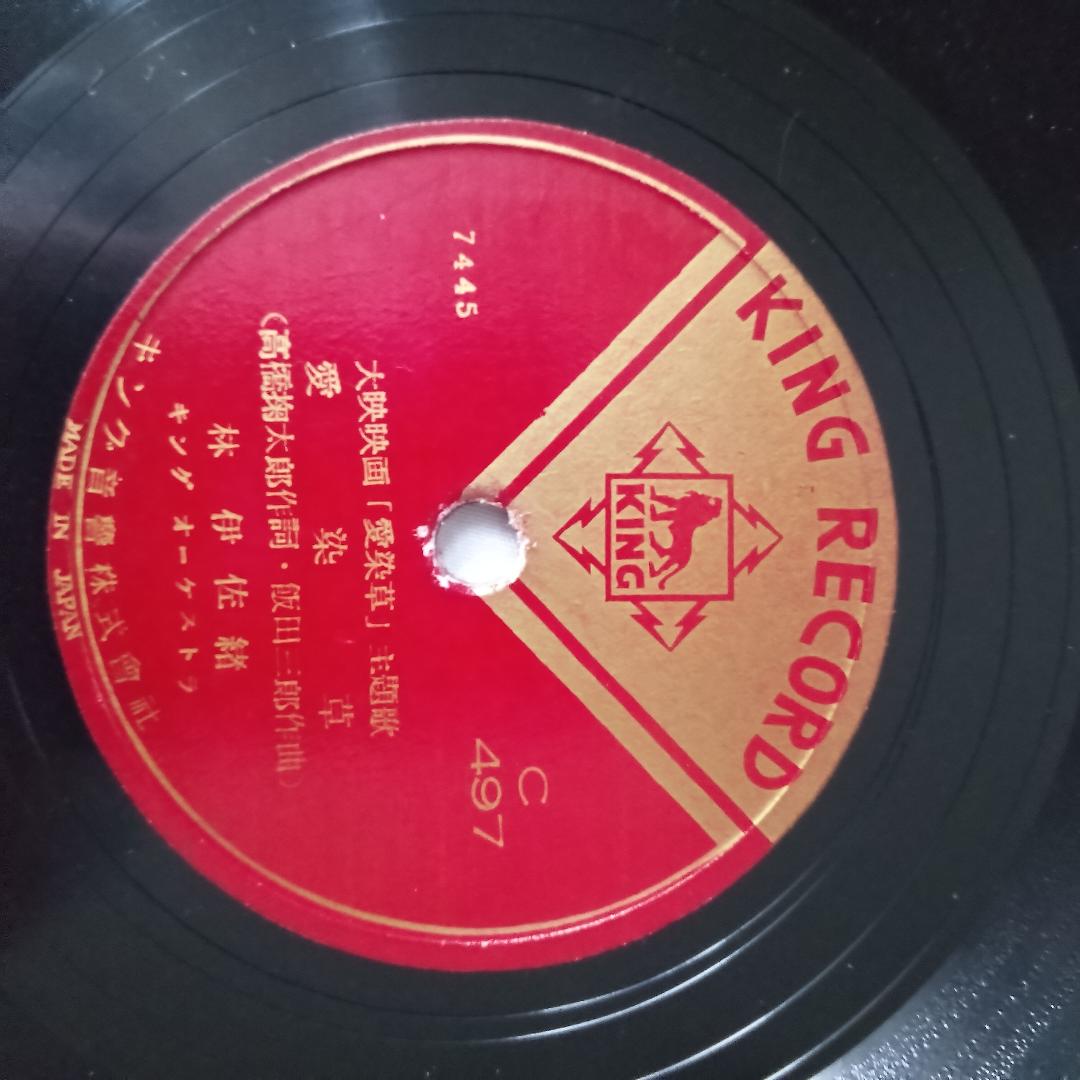 KING RECORD
KING
7445
C
497
大映映画「愛染草」主題歌
愛染草
(高橋掬太郎作詞・飯田三郎作曲)
林伊佐緒
キングオーケストラ
キング音響株式會社
MADE IN JAPAN